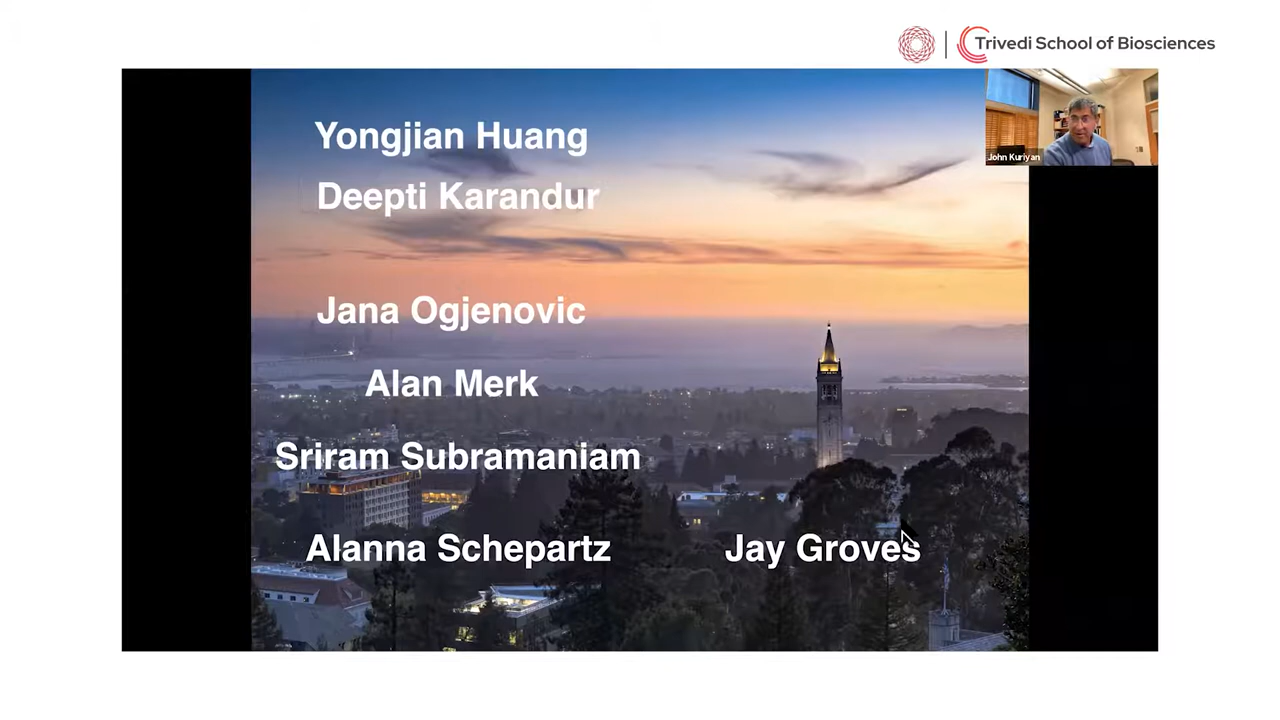 Trivedi School of Biosciences
John Kuriyan
Yongjian Huang
Deepti Karandur
Jana Ogjenovic
Alan Merk
Sriram Subramaniam
Alanna Schepartz
Jay Groves